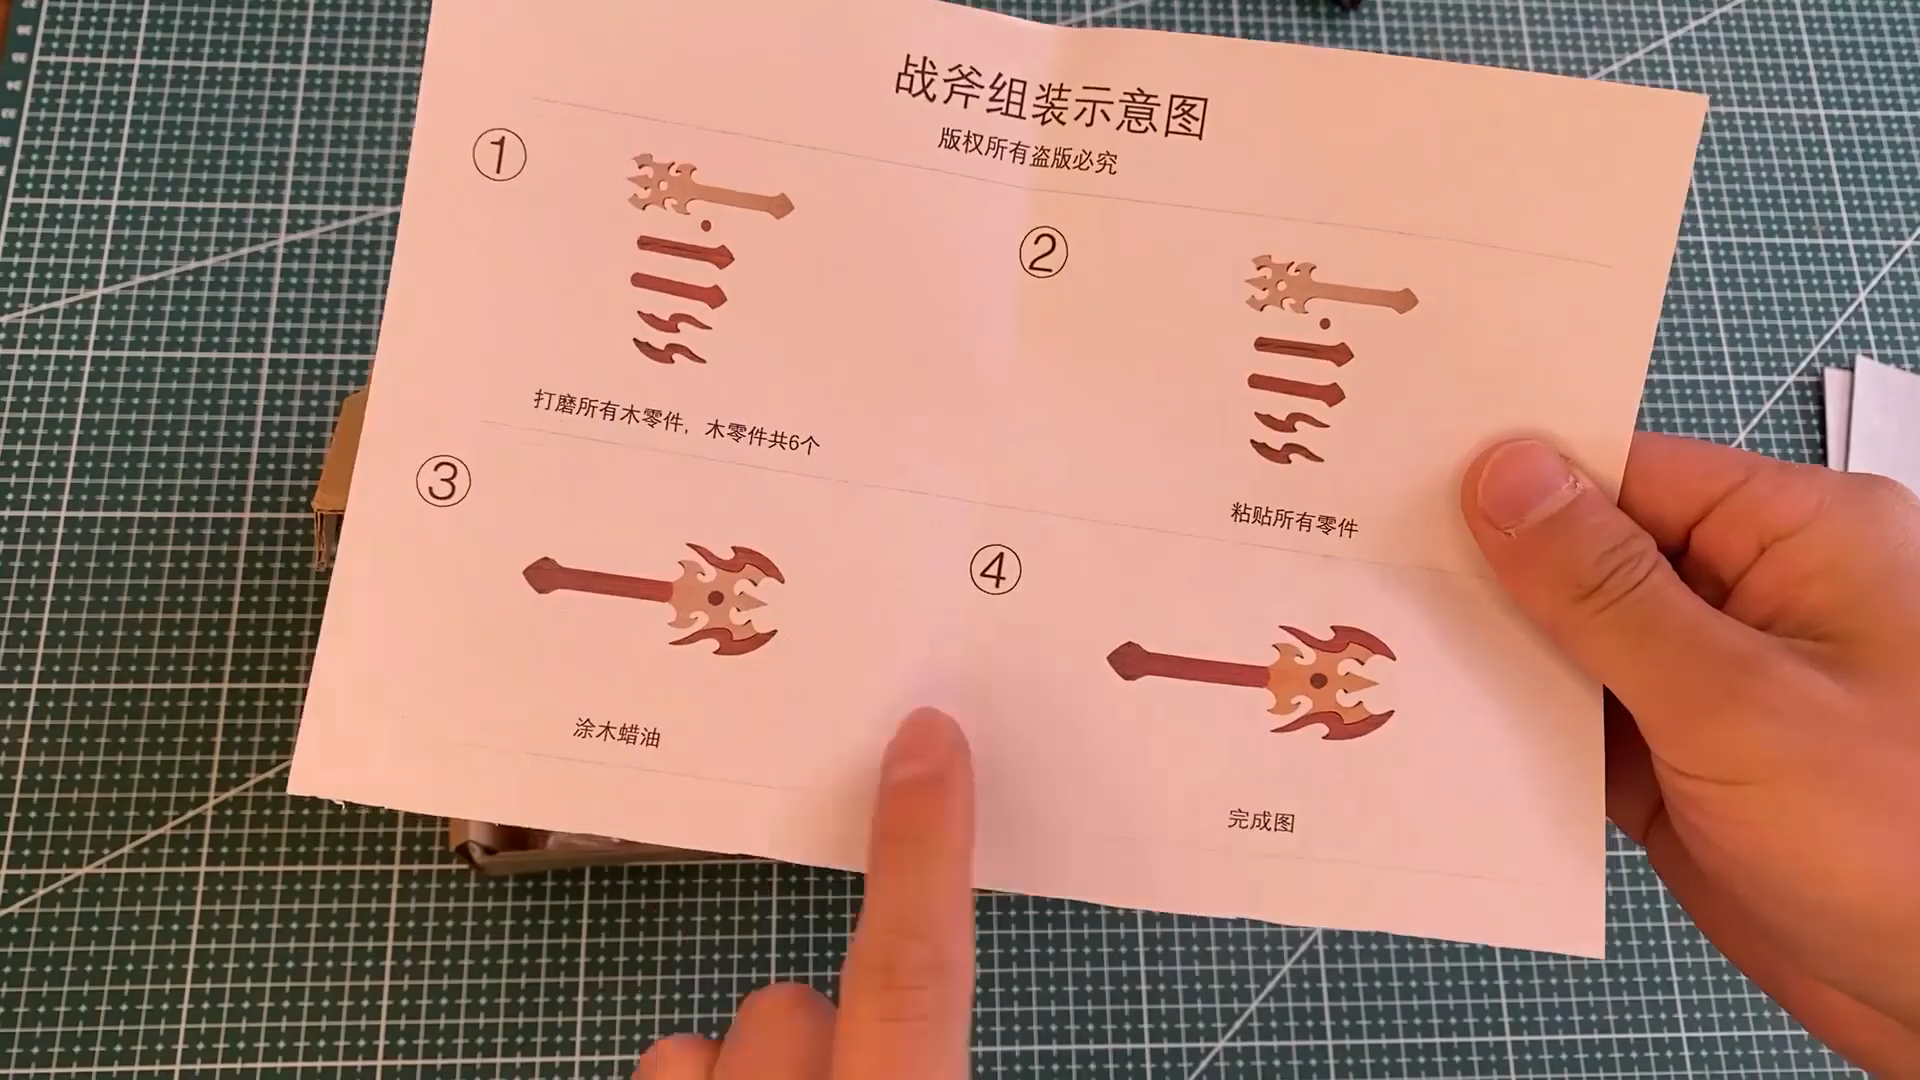 战斧组装示意图
版权所有盗版必究
①
打磨所有木零件，木零件共6个
②
粘贴所有零件
③
涂木蜡油
④
完成图